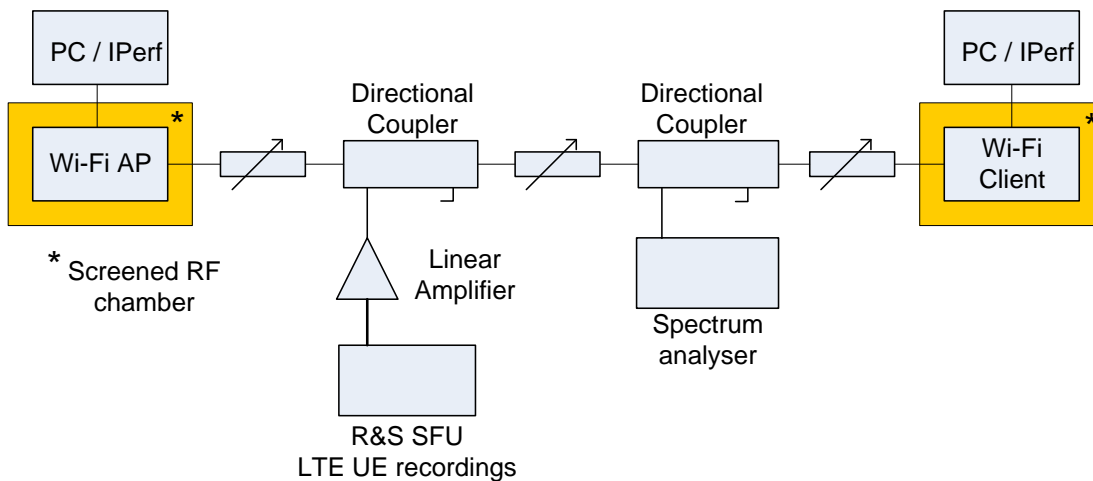 PC / IPerf
PC / IPerf
Directional
Coupler
Directional
Coupler
*
*
Wi-Fi AP
Wi-Fi
Client
* Screened RF
chamber
Linear
Amplifier
Spectrum
analyser
R&S SFU
LTE UE recordings